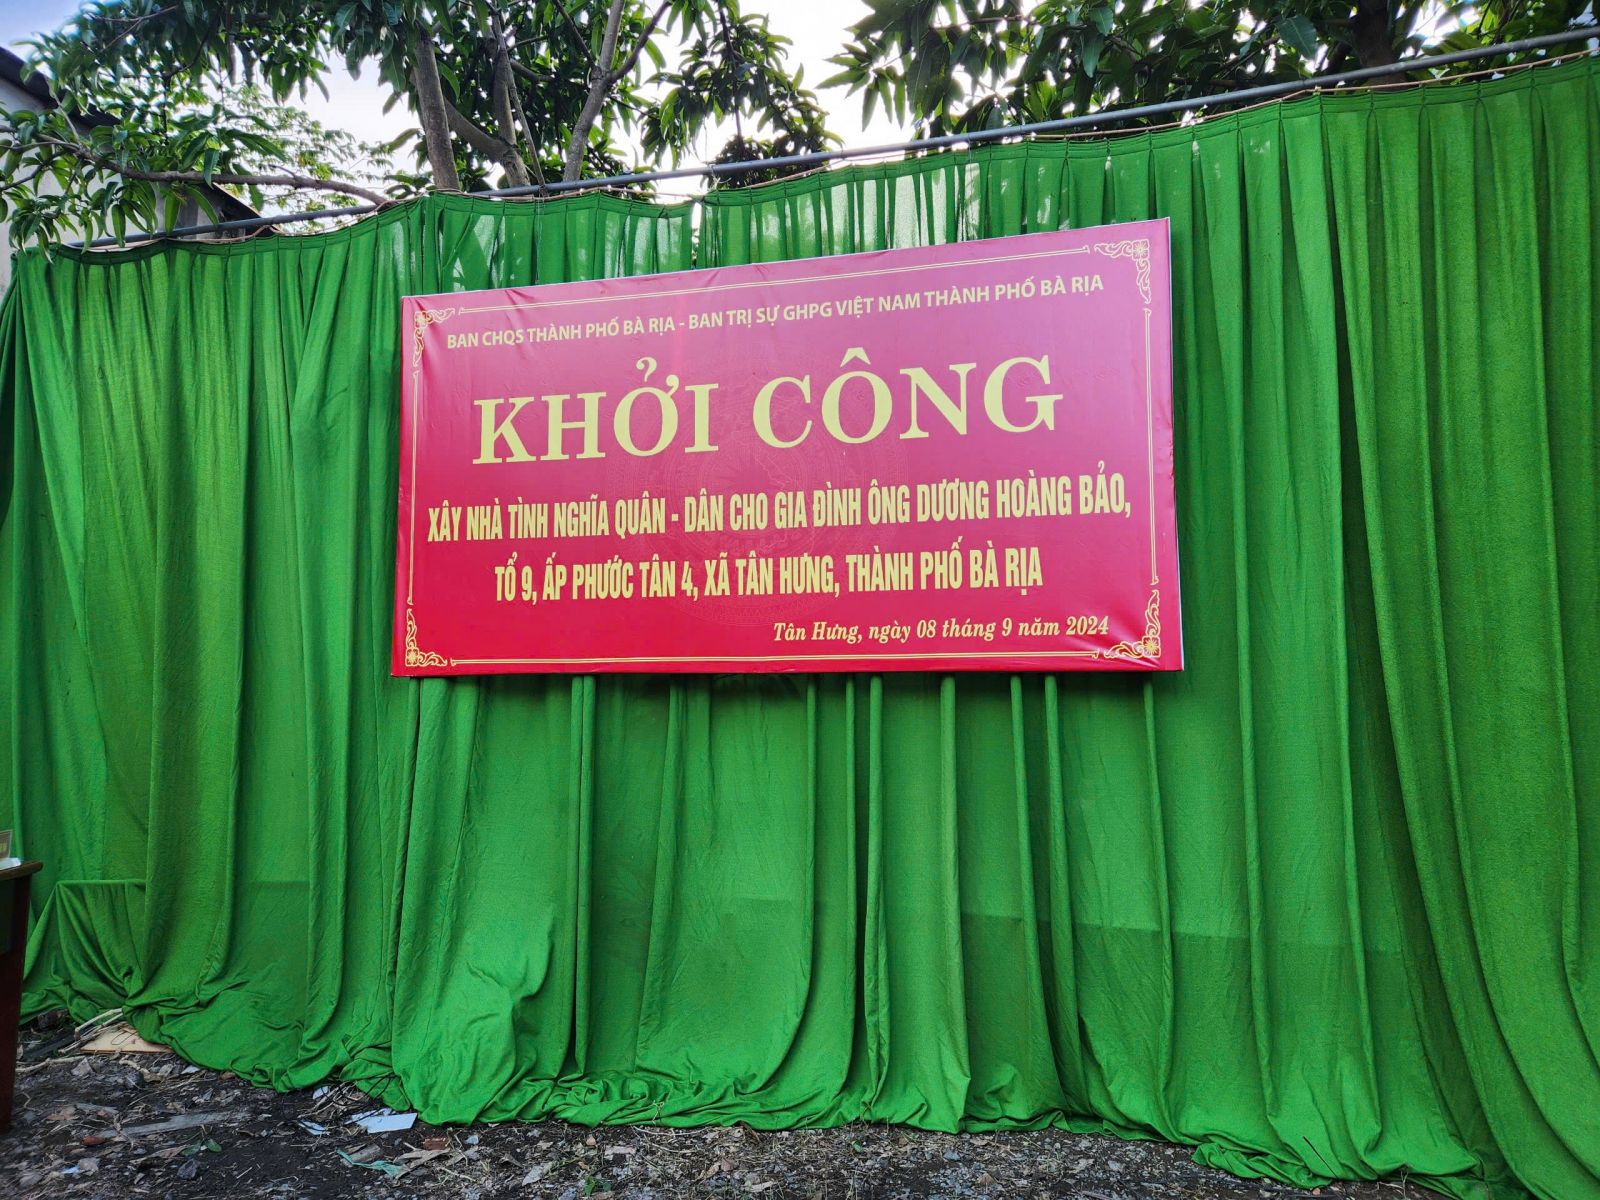 BAN CHQS THÀNH PHỐ BÀ RỊA - BAN TRỊ SỰ GHPG VIỆT NAM THÀNH PHỐ BÀ RỊA
KHỞI CÔNG
XÂY NHÀ TÌNH NGHĨA QUÂN - DÂN CHO GIA ĐÌNH ÔNG DƯƠNG HOÀNG BẢO,
TỔ 9, ẤP PHƯỚC TÂN 4, XÃ TÂN HƯNG, THÀNH PHỐ BÀ RỊA
Tân Hưng, ngày 08 tháng 9 năm 2024